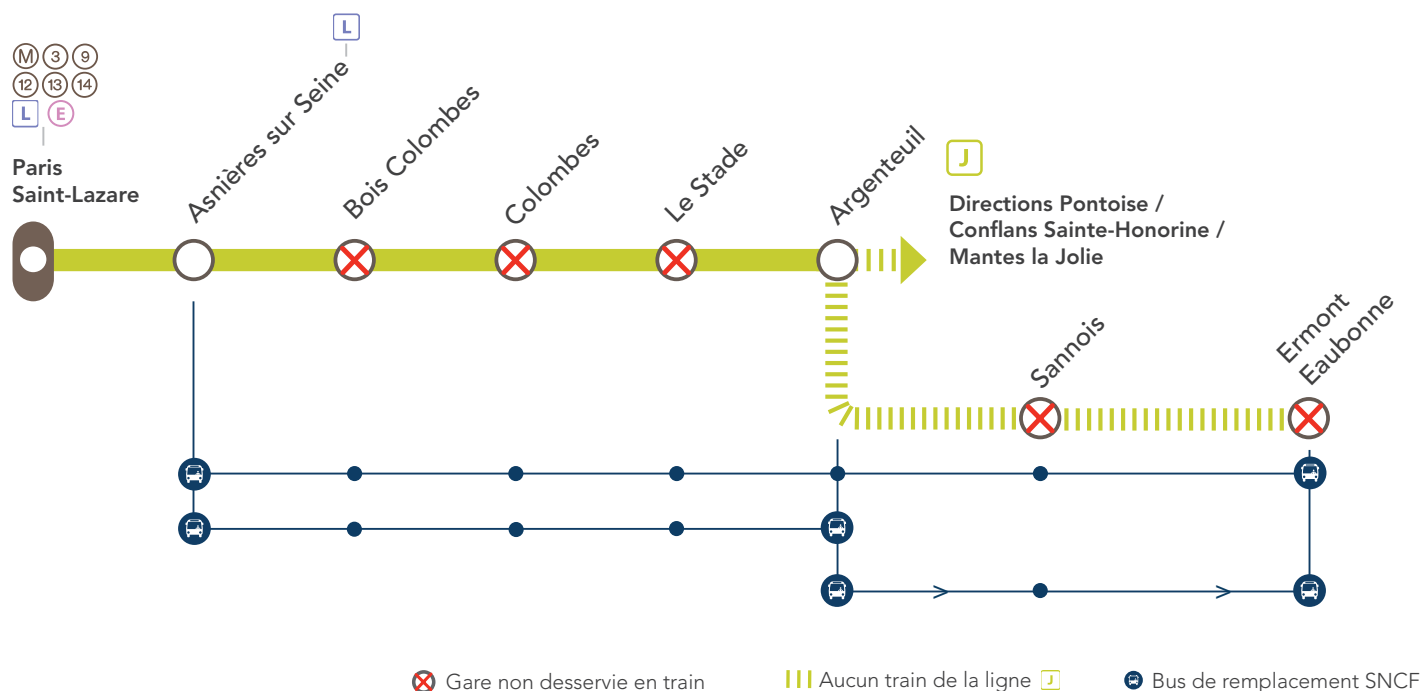 L
M 3 9
12 13 14
L E
Paris
Saint-Lazare
Asnières sur Seine
Bois Colombes
Colombes
Le Stade
Argenteuil
J
Directions Pontoise /
Conflans Sainte-Honorine /
Mantes la Jolie
Sannois
Ermont
Eaubonne
Gare non desservie en train
Aucun train de la ligne J
Bus de remplacement SNCF